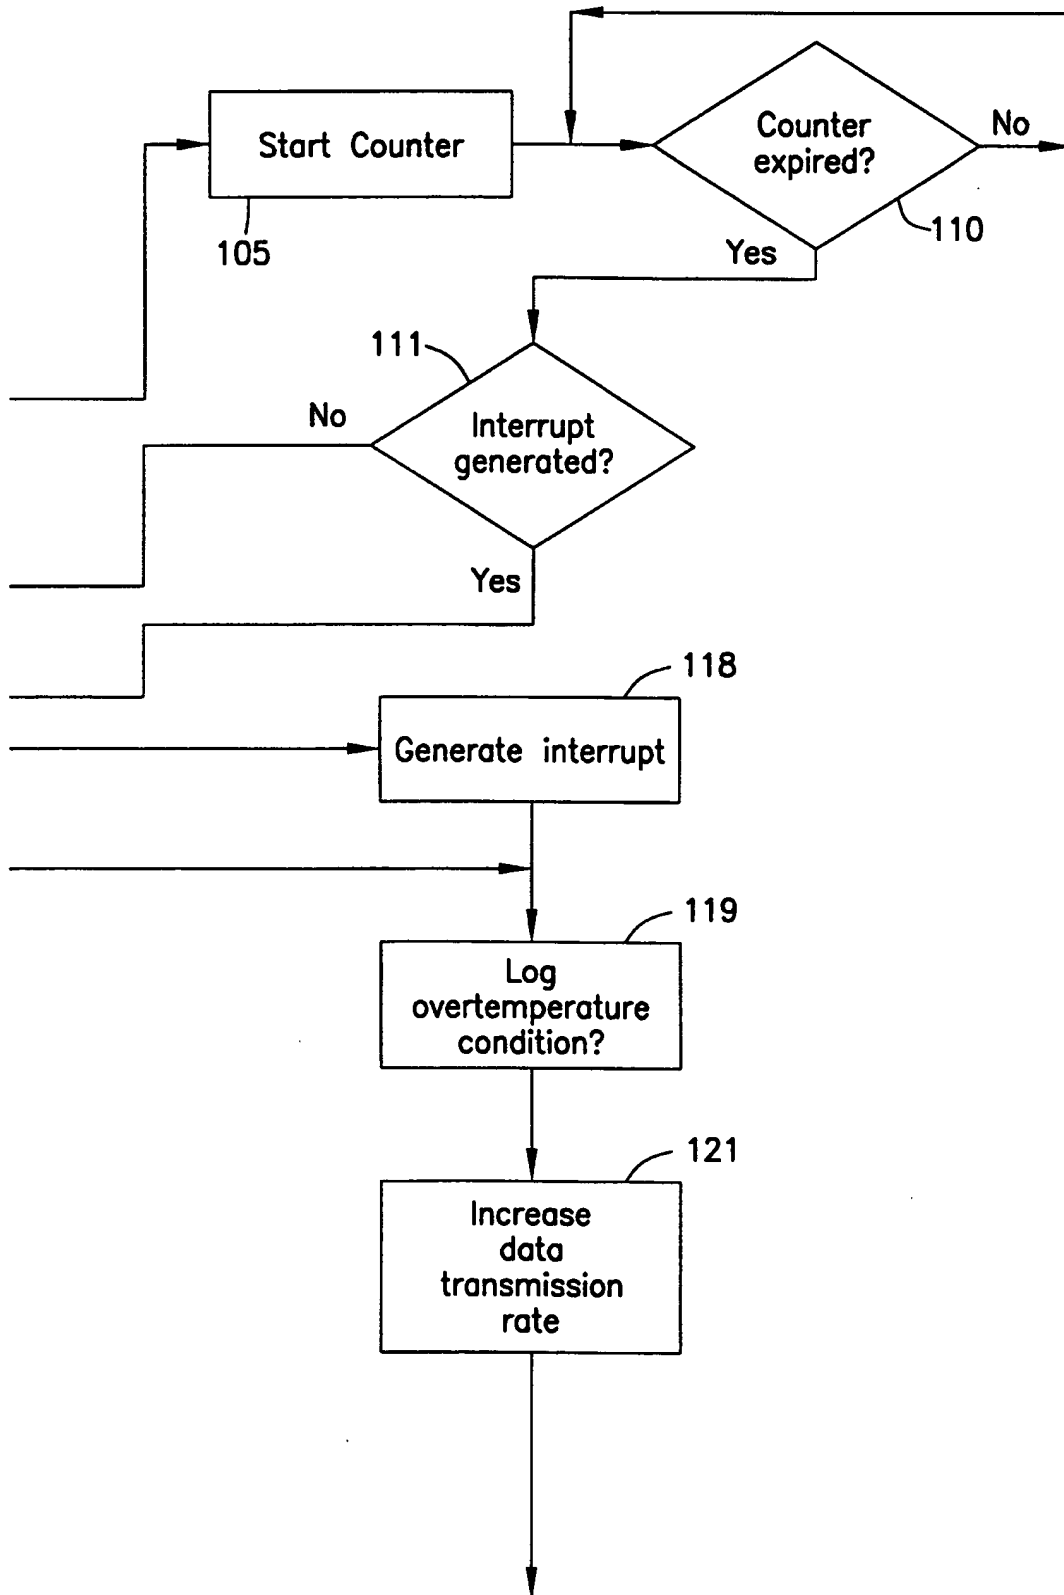 Start Counter
105
Counter
expired?
No
110
Yes
111
No
Interrupt
generated?
Yes
118
Generate interrupt
119
Log
overtemperature
condition?
121
Increase
data
transmission
rate